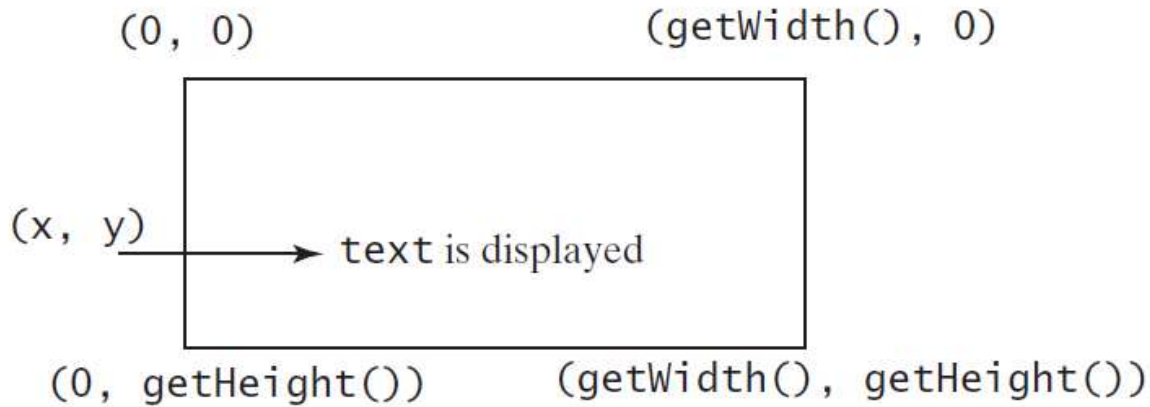 (0, 0)
(getWidth(), 0)
(x, y)
text is displayed
(0, getHeight())
(getWidth(), getHeight())